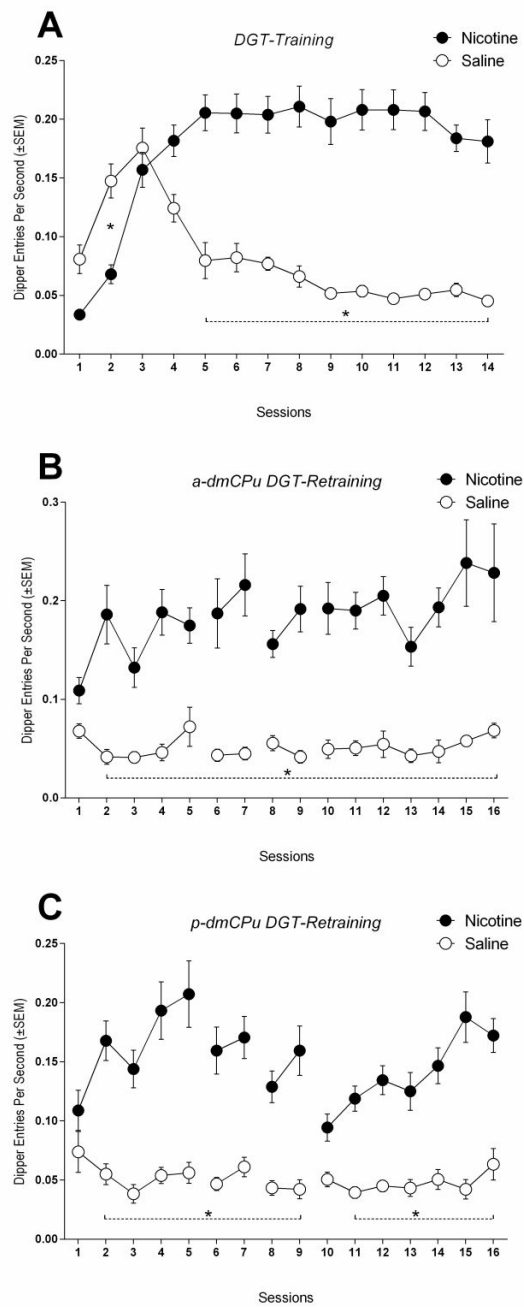 A
DGT-Training
Nicotine
Saline
Dipper Entries Per Second (±SEM)
0.25
0.20
0.15
0.10
0.05
0.00
*
*
1 2 3 4 5 6 7 8 9 10 11 12 13 14
Sessions
B
a-dmCPu DGT-Retraining
Nicotine
Saline
Dipper Entries Per Second (±SEM)
0.3
0.2
0.1
0.0
*
1 2 3 4 5 6 7 8 9 10 11 12 13 14 15 16
Sessions
C
p-dmCPu DGT-Retraining
Nicotine
Saline
Dipper Entries Per Second (±SEM)
0.25
0.20
0.15
0.10
0.05
0.00
* *
1 2 3 4 5 6 7 8 9 10 11 12 13 14 15 16
Sessions